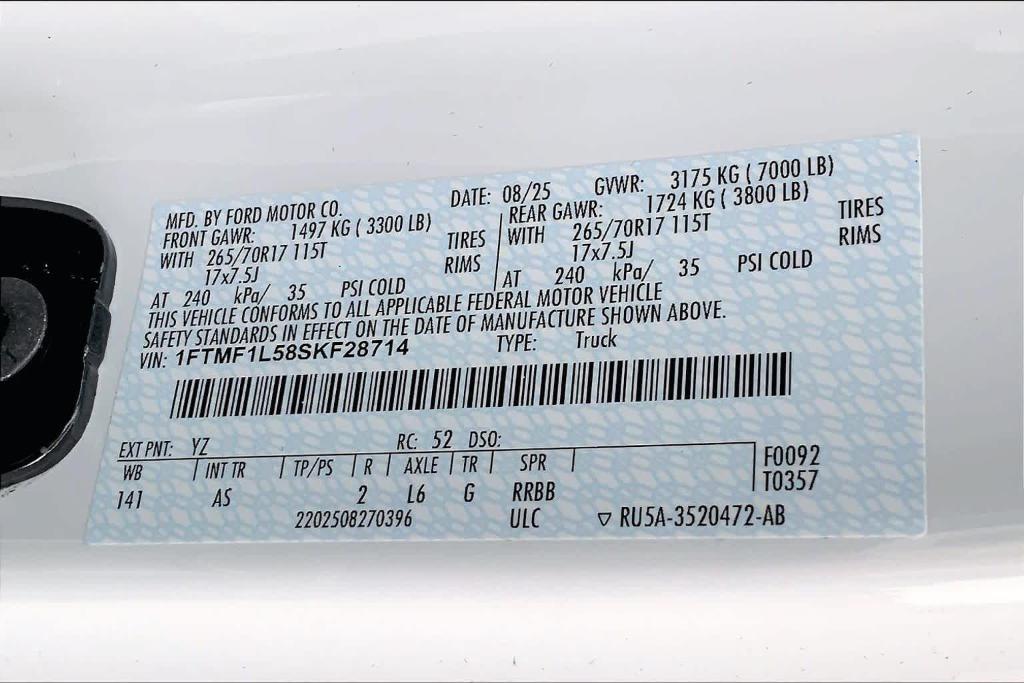 MFD. BY FORD MOTOR CO. DATE: 08/25 GVWR: 3175 KG ( 7000 LB)
FRONT GAWR: 1497 KG ( 3300 LB) REAR GAWR: 1724 KG ( 3800 LB)
WITH 265/70R17 115T TIRES WITH 265/70R17 115T TIRES
17x7.5J RIMS 17x7.5J RIMS
AT 240 kPa/ 35 PSI COLD AT 240 kPa/ 35 PSI COLD
THIS VEHICLE CONFORMS TO ALL APPLICABLE FEDERAL MOTOR VEHICLE
SAFETY STANDARDS IN EFFECT ON THE DATE OF MANUFACTURE SHOWN ABOVE.
VIN: 1FTMF1L58SKF28714 TYPE: Truck
EXT PNT: YZ RC: 52 DSO:
WB INT TR TP/PS R AXLE TR SPR F0092
141 AS 2 L6 G RRBB T0357
2202508270396 ULC ▽ RU5A-3520472-AB